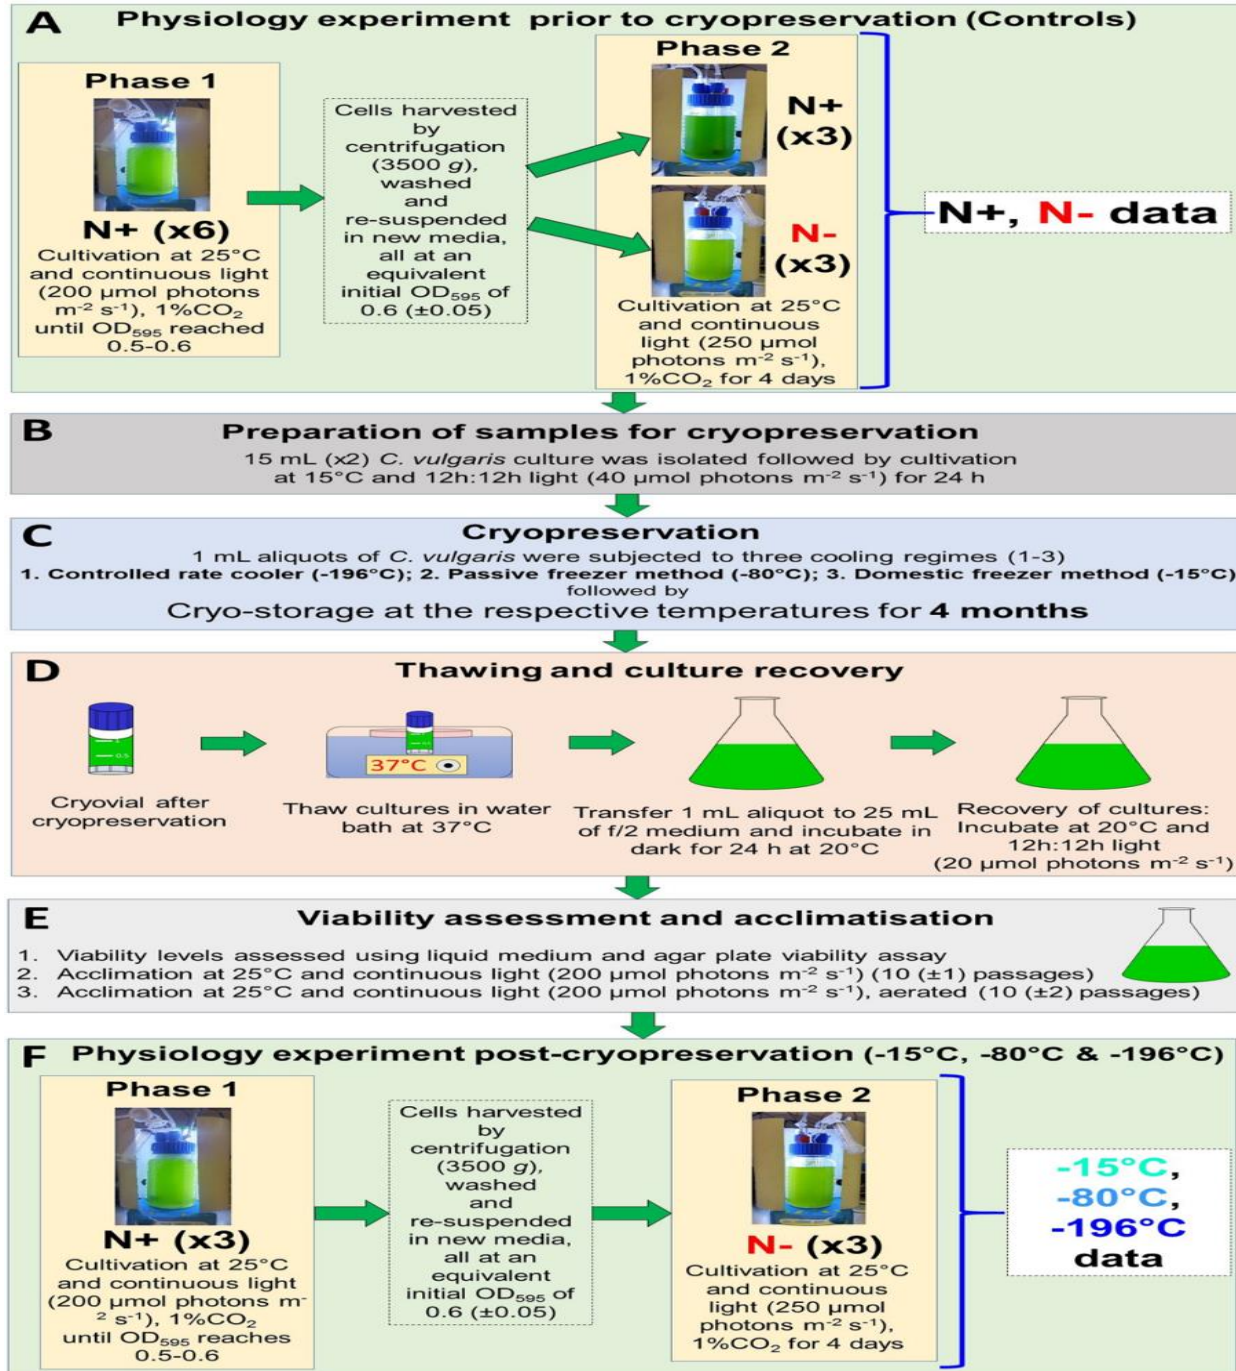 A Physiology experiment prior to cryopreservation (Controls)
Phase 1
N+ (x6)
Cultivation at 25°C
and continuous light
(200 µmol photons
m⁻² s⁻¹), 1%CO₂
until OD₅₉₅ reached
0.5-0.6
Cells harvested
by
centrifugation
(3500 g),
washed
and
re-suspended
in new media,
all at an
equivalent
initial OD₅₉₅ of
0.6 (±0.05)
Phase 2
N+
(x3)
N-
(x3)
Cultivation at 25°C
and continuous
light (250 µmol
photons m⁻² s⁻¹),
1%CO₂ for 4 days
N+, N- data
B Preparation of samples for cryopreservation
15 mL (x2) C. vulgaris culture was isolated followed by cultivation
at 15°C and 12h:12h light (40 µmol photons m⁻² s⁻¹) for 24 h
C Cryopreservation
1 mL aliquots of C. vulgaris were subjected to three cooling regimes (1-3)
1. Controlled rate cooler (-196°C); 2. Passive freezer method (-80°C); 3. Domestic freezer method (-15°C)
followed by
Cryo-storage at the respective temperatures for 4 months
D Thawing and culture recovery
0.5
Cryovial after
cryopreservation
37°C
Thaw cultures in water
bath at 37°C
Transfer 1 mL aliquot to 25 mL
of f/2 medium and incubate in
dark for 24 h at 20°C
Recovery of cultures:
Incubate at 20°C and
12h:12h light
(20 µmol photons m⁻² s⁻¹)
E Viability assessment and acclimatisation
1. Viability levels assessed using liquid medium and agar plate viability assay
2. Acclimation at 25°C and continuous light (200 µmol photons m⁻² s⁻¹) (10 (±1) passages)
3. Acclimation at 25°C and continuous light (200 µmol photons m⁻² s⁻¹), aerated (10 (±2) passages)
F Physiology experiment post-cryopreservation (-15°C, -80°C & -196°C)
Phase 1
N+ (x3)
Cultivation at 25°C
and continuous light
(200 µmol photons m⁻
² s⁻¹), 1%CO₂
until OD₅₉₅ reaches
0.5-0.6
Cells harvested
by
centrifugation
(3500 g),
washed
and
re-suspended
in new media,
all at an
equivalent
initial OD₅₉₅ of
0.6 (±0.05)
Phase 2
N- (x3)
Cultivation at 25°C
and continuous
light (250 µmol
photons m⁻² s⁻¹),
1%CO₂ for 4 days
-15°C,
-80°C,
-196°C
data